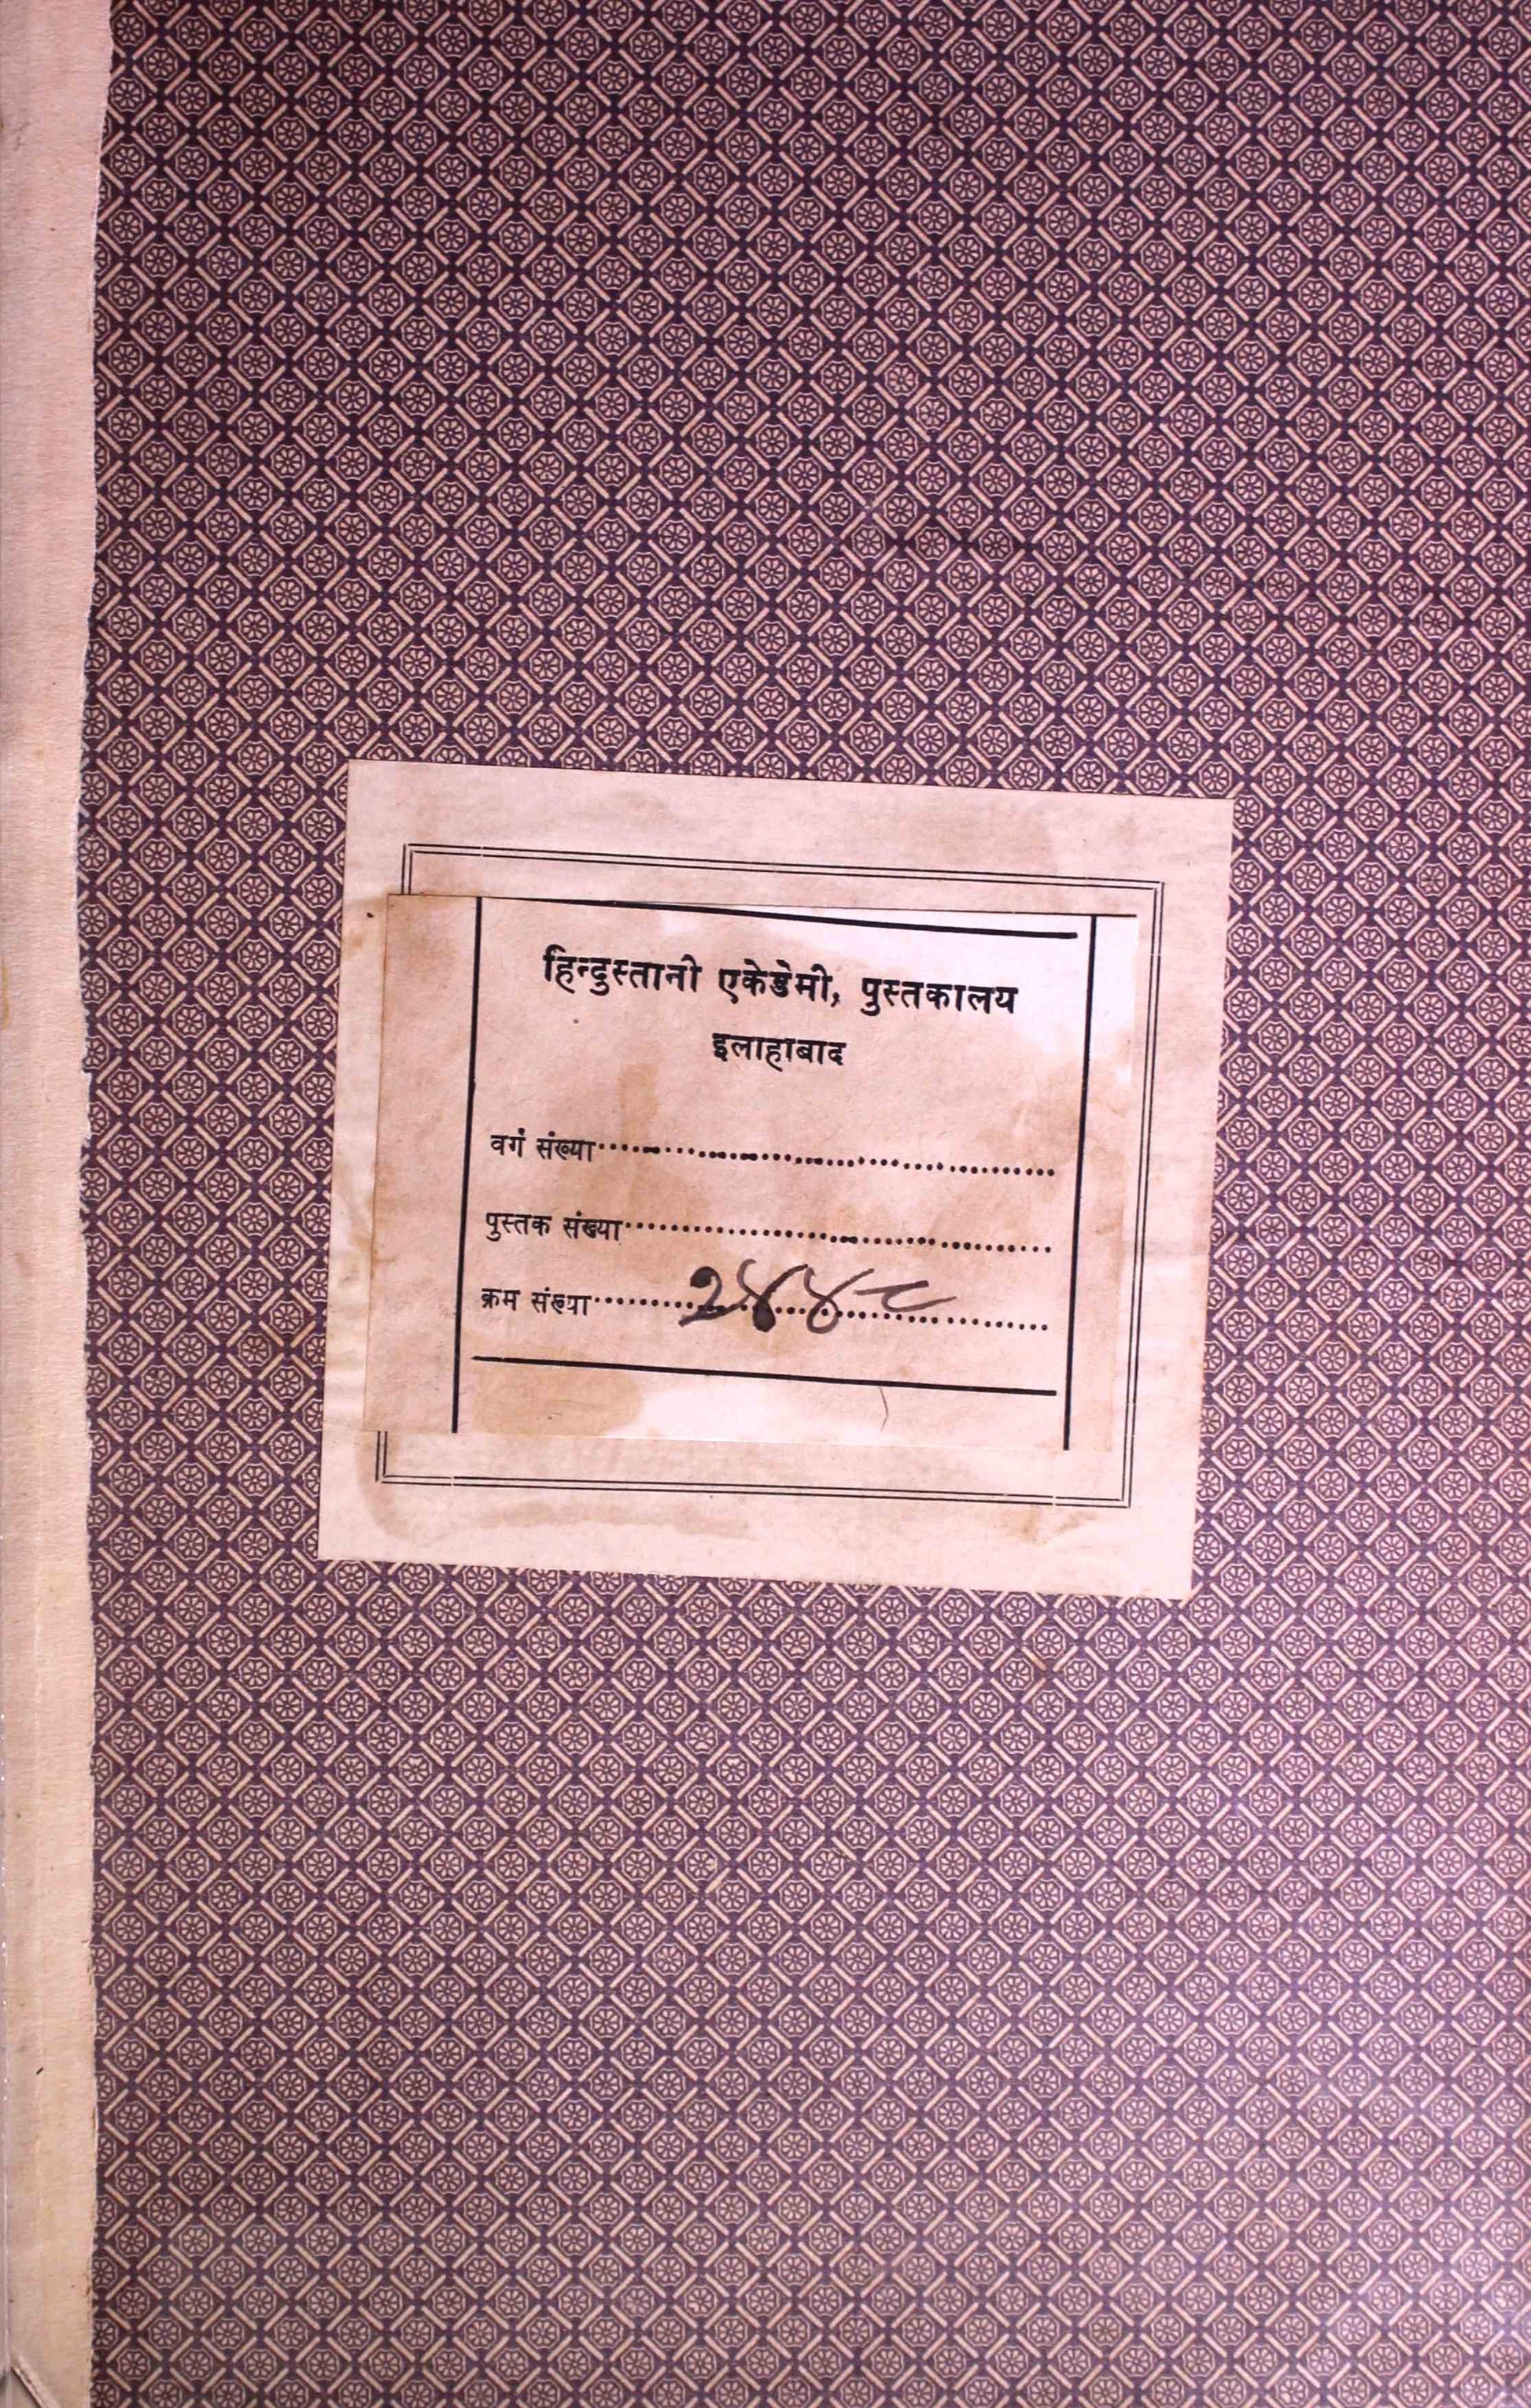 हिन्दुस्तानी एकेडेमी, पुस्तकालय
इलाहाबाद
वर्ग संख्या
पुस्तक संख्या
क्रम संख्या २४४८